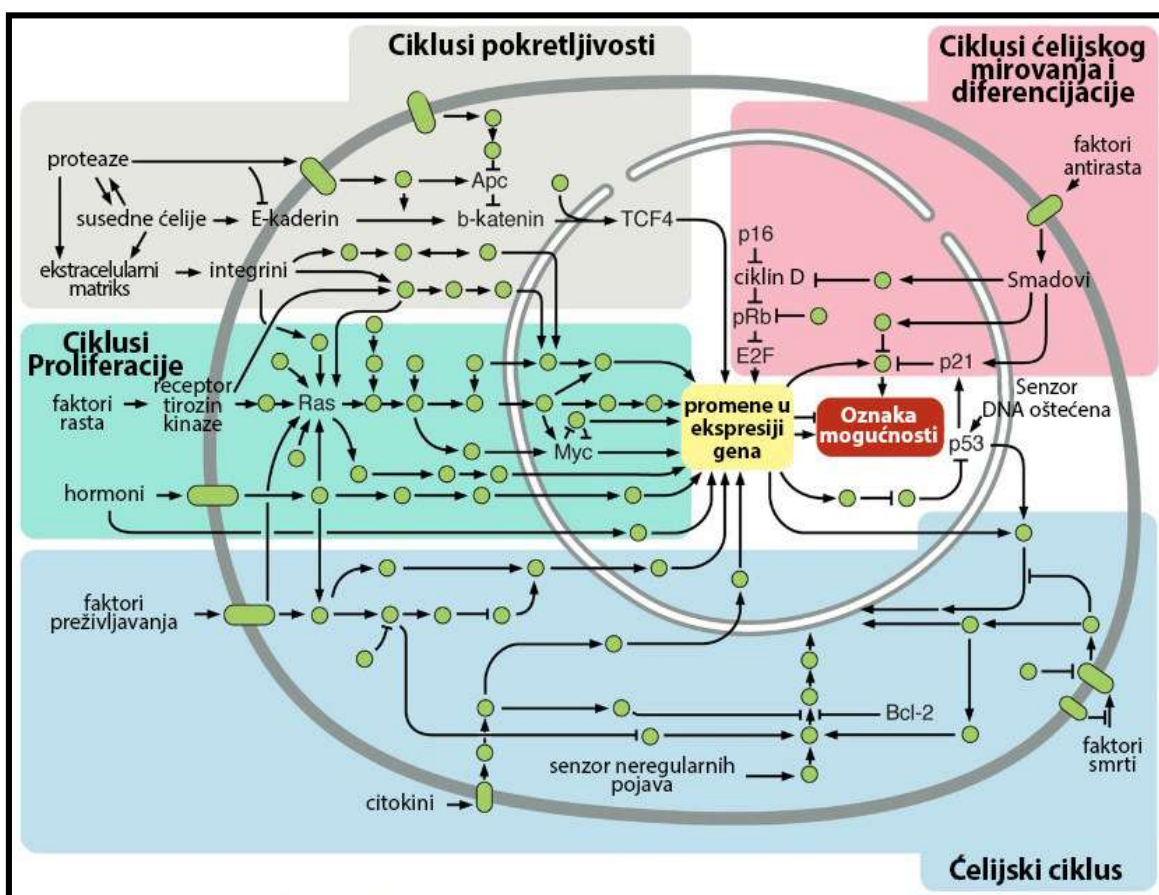 Ciklusi pokretljivosti
Ciklusi ćelijskog
mirovanja i
diferencijacije
proteaze
susedne ćelije
ekstracelularni
matriks
E-kaderin
integrini
Apc
b-katenin
TCF4
p16
ciklin D
pRb
E2F
faktori
antirasta
Smadovi
p21
Senzor
DNA oštećena
p53
Ciklusi
Proliferacije
faktori
rasta
receptor
tirozin
kinaze
Ras
Myc
hormoni
promene u
ekspresiji
gena
Oznaka
mogućnosti
faktori
preživljavanja
citokini
senzor neregularnih
pojava
Bcl-2
faktori
smrti
Ćelijski ciklus